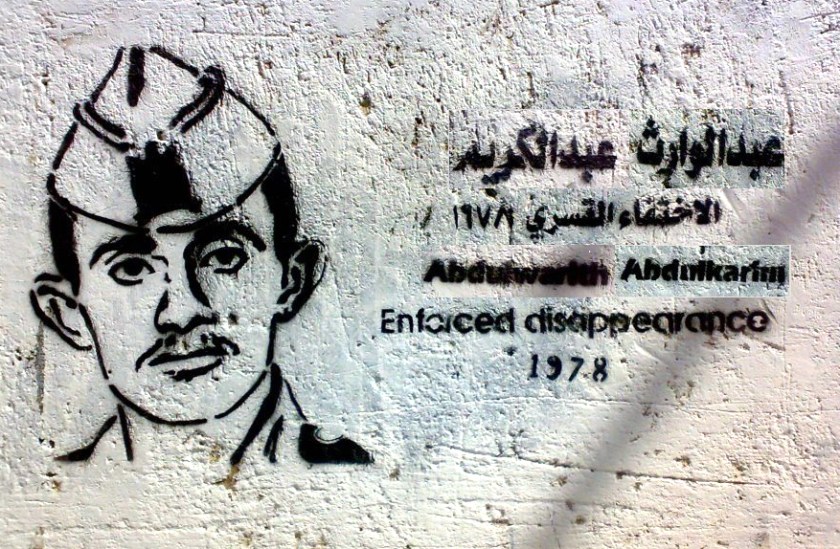 عبدالوارث عبدالكريم
الاختفاء القسري ١٩٧٨
Abdulwarith Abdulkarim
Enforced disappearance
1978